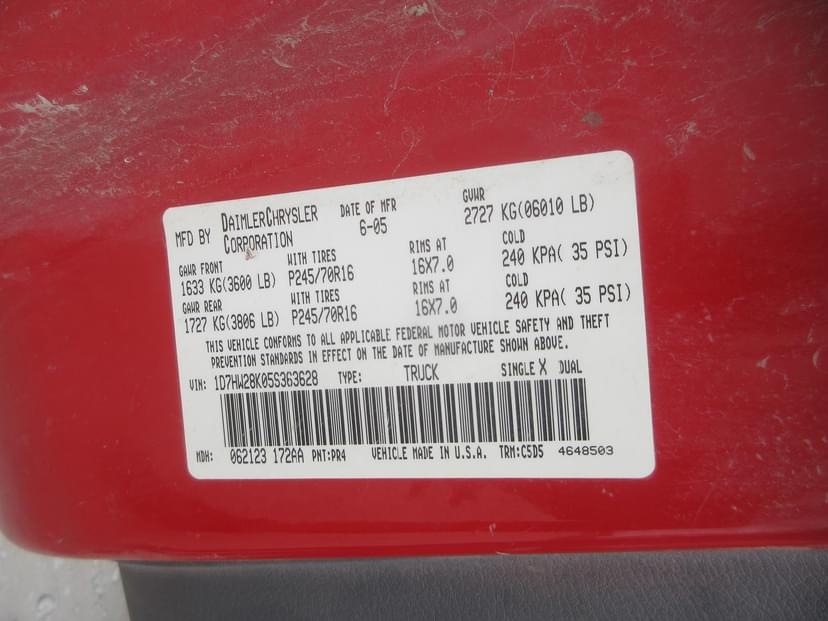 MFD BY DAIMLERCHRYSLER CORPORATION DATE OF MFR 6-05 GVWR 2727 KG(06010 LB)
GAWR FRONT WITH TIRES RIMS AT COLD
1633 KG(3600 LB) P245/70R16 16X7.0 240 KPA( 35 PSI)
GAWR REAR WITH TIRES RIMS AT COLD
1727 KG(3806 LB) P245/70R16 16X7.0 240 KPA( 35 PSI)
THIS VEHICLE CONFORMS TO ALL APPLICABLE FEDERAL MOTOR VEHICLE SAFETY AND THEFT
PREVENTION STANDARDS IN EFFECT ON THE DATE OF MANUFACTURE SHOWN ABOVE.
VIN: 1D7HW28K05S363628 TYPE: TRUCK SINGLE X DUAL
MDH: 062123 172AA PNT:PR4 VEHICLE MADE IN U.S.A. TRM:C5D5 4648503